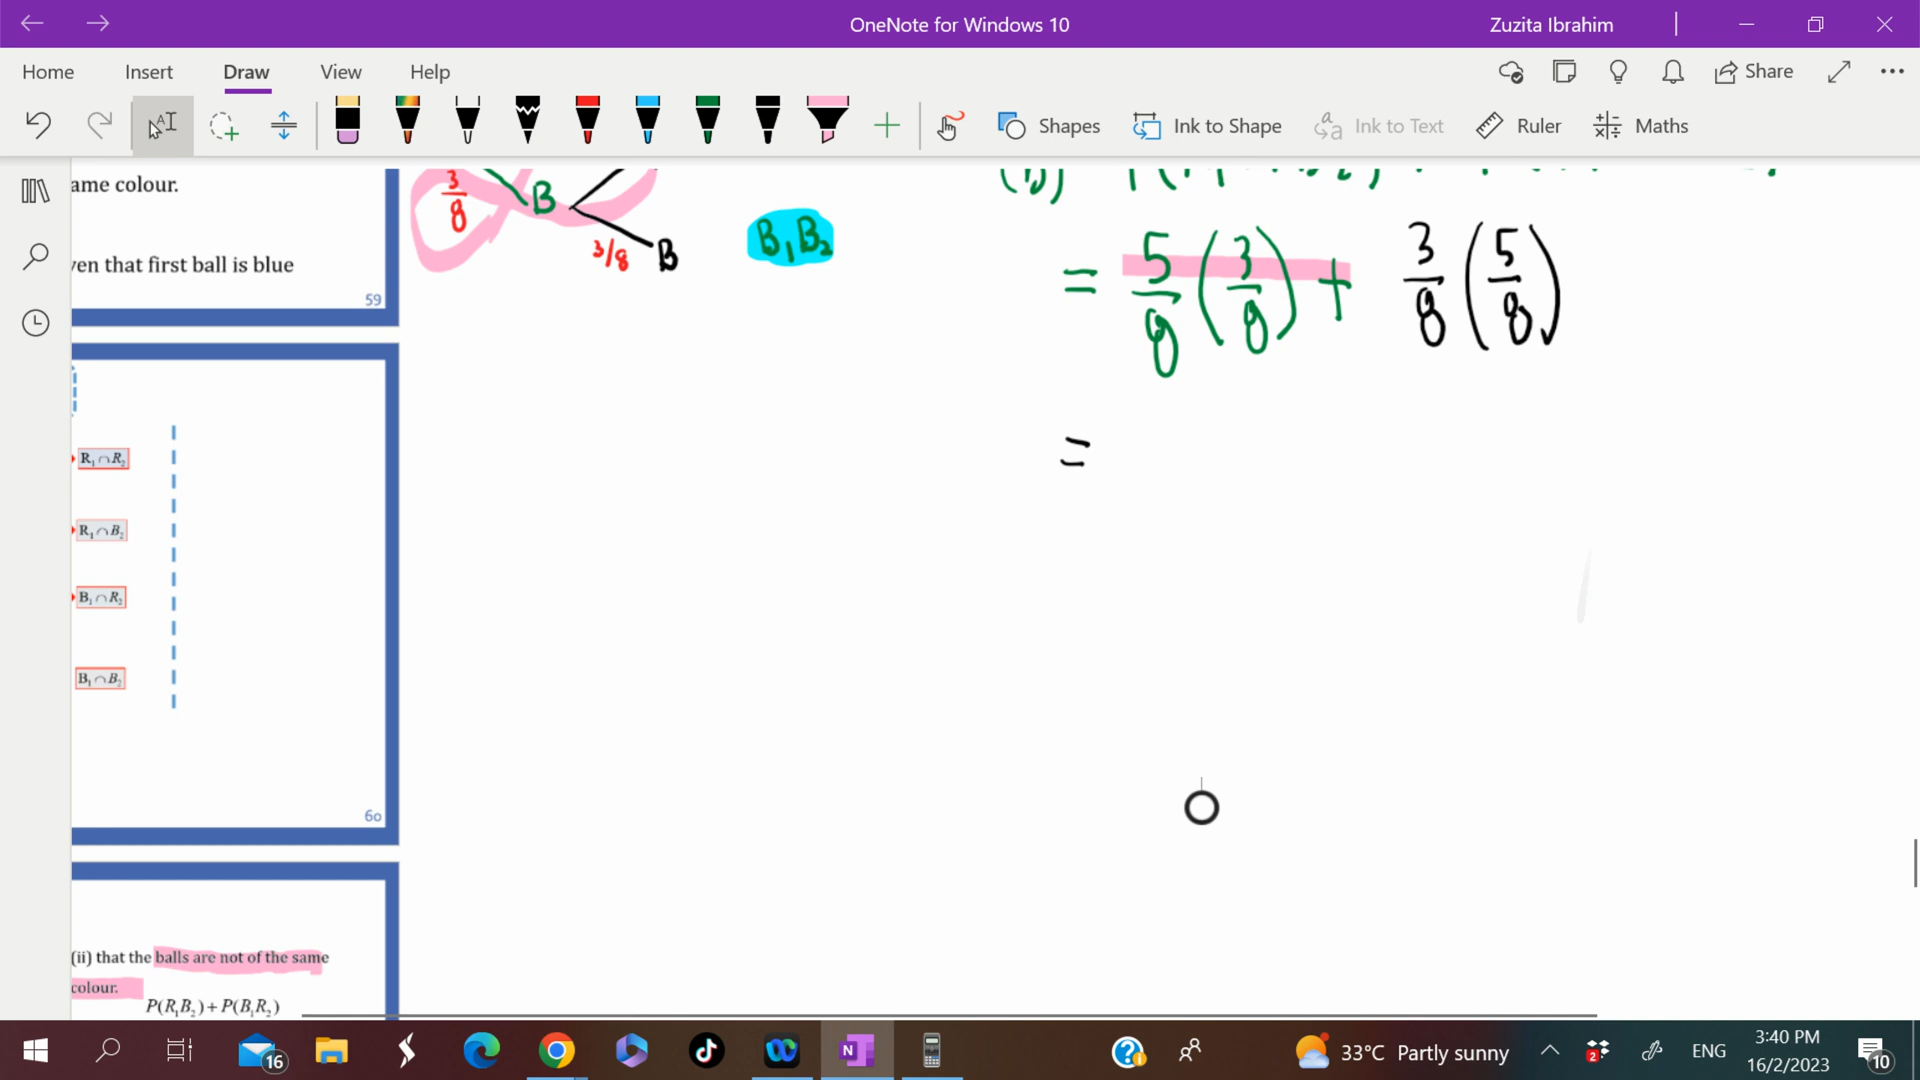 OneNote for Windows 10
Zuzita Ibrahim
Home Insert Draw View Help
Share
Shapes Ink to Shape Ink to Text Ruler Maths
ame colour.
ven that first ball is blue
59
3/8 B
3/8 B
B₁B₂
= 5/8 (3/8) + 3/8 (5/8)
=
R₁∩R₂
R₁∩B₂
B₁∩R₂
B₁∩B₂
60
(ii) that the balls are not of the same
colour.
P(R₁B₂)+P(B₁R₂)
16
33°C Partly sunny
2
ENG
3:40 PM
16/2/2023
10